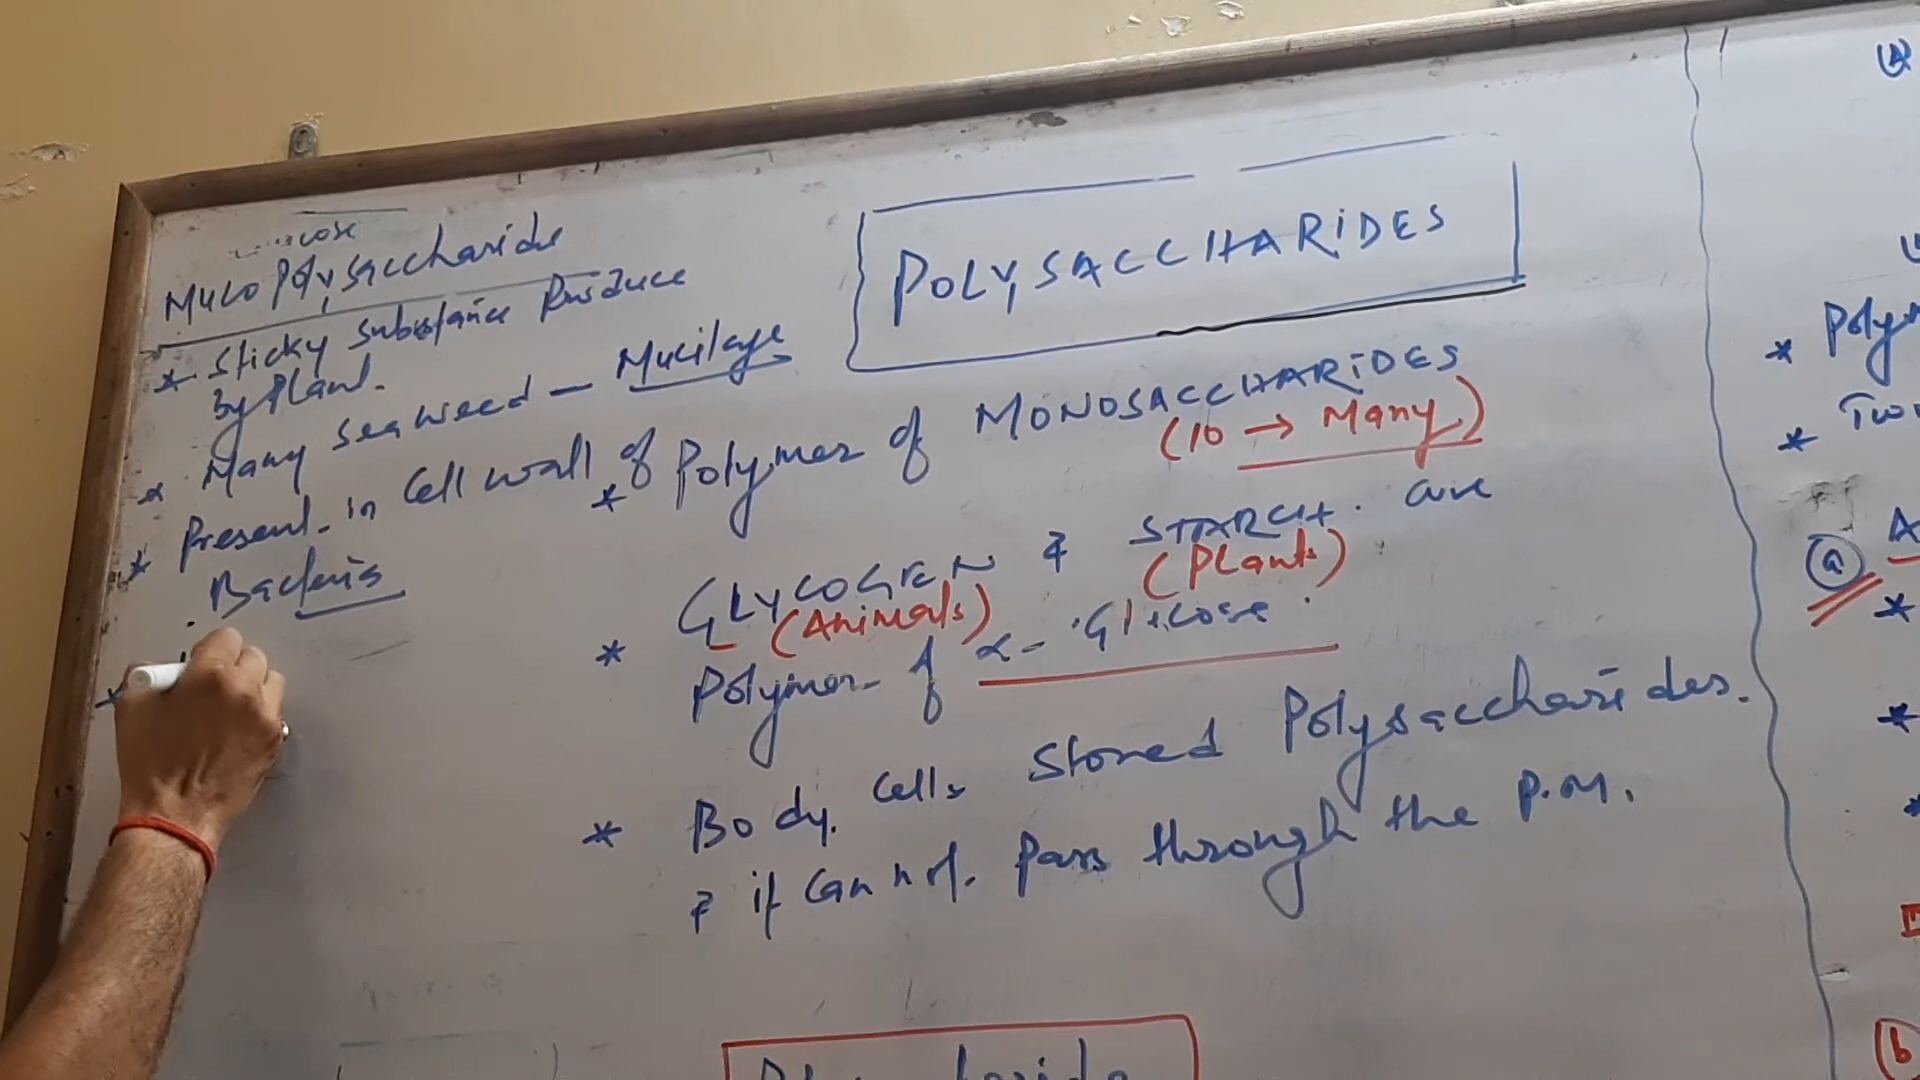 Mucopolysaccharide
* Sticky substance Produce
by Plant.
* Many seaweed — Mucilage
* Present in Cell wall of
Bacteria
*
POLYSACCHARIDES
* Polymer of MONOSACCHARIDES
(10 → Many)
* GLYCOGEN & STARCH. are
(Animals) (Plants)
Polymer of α- Glucose.
* Body Cells Stored Polysaccharides.
& it can not pass through the P.M.
*
* Two
(a)
*
*
*
(b)